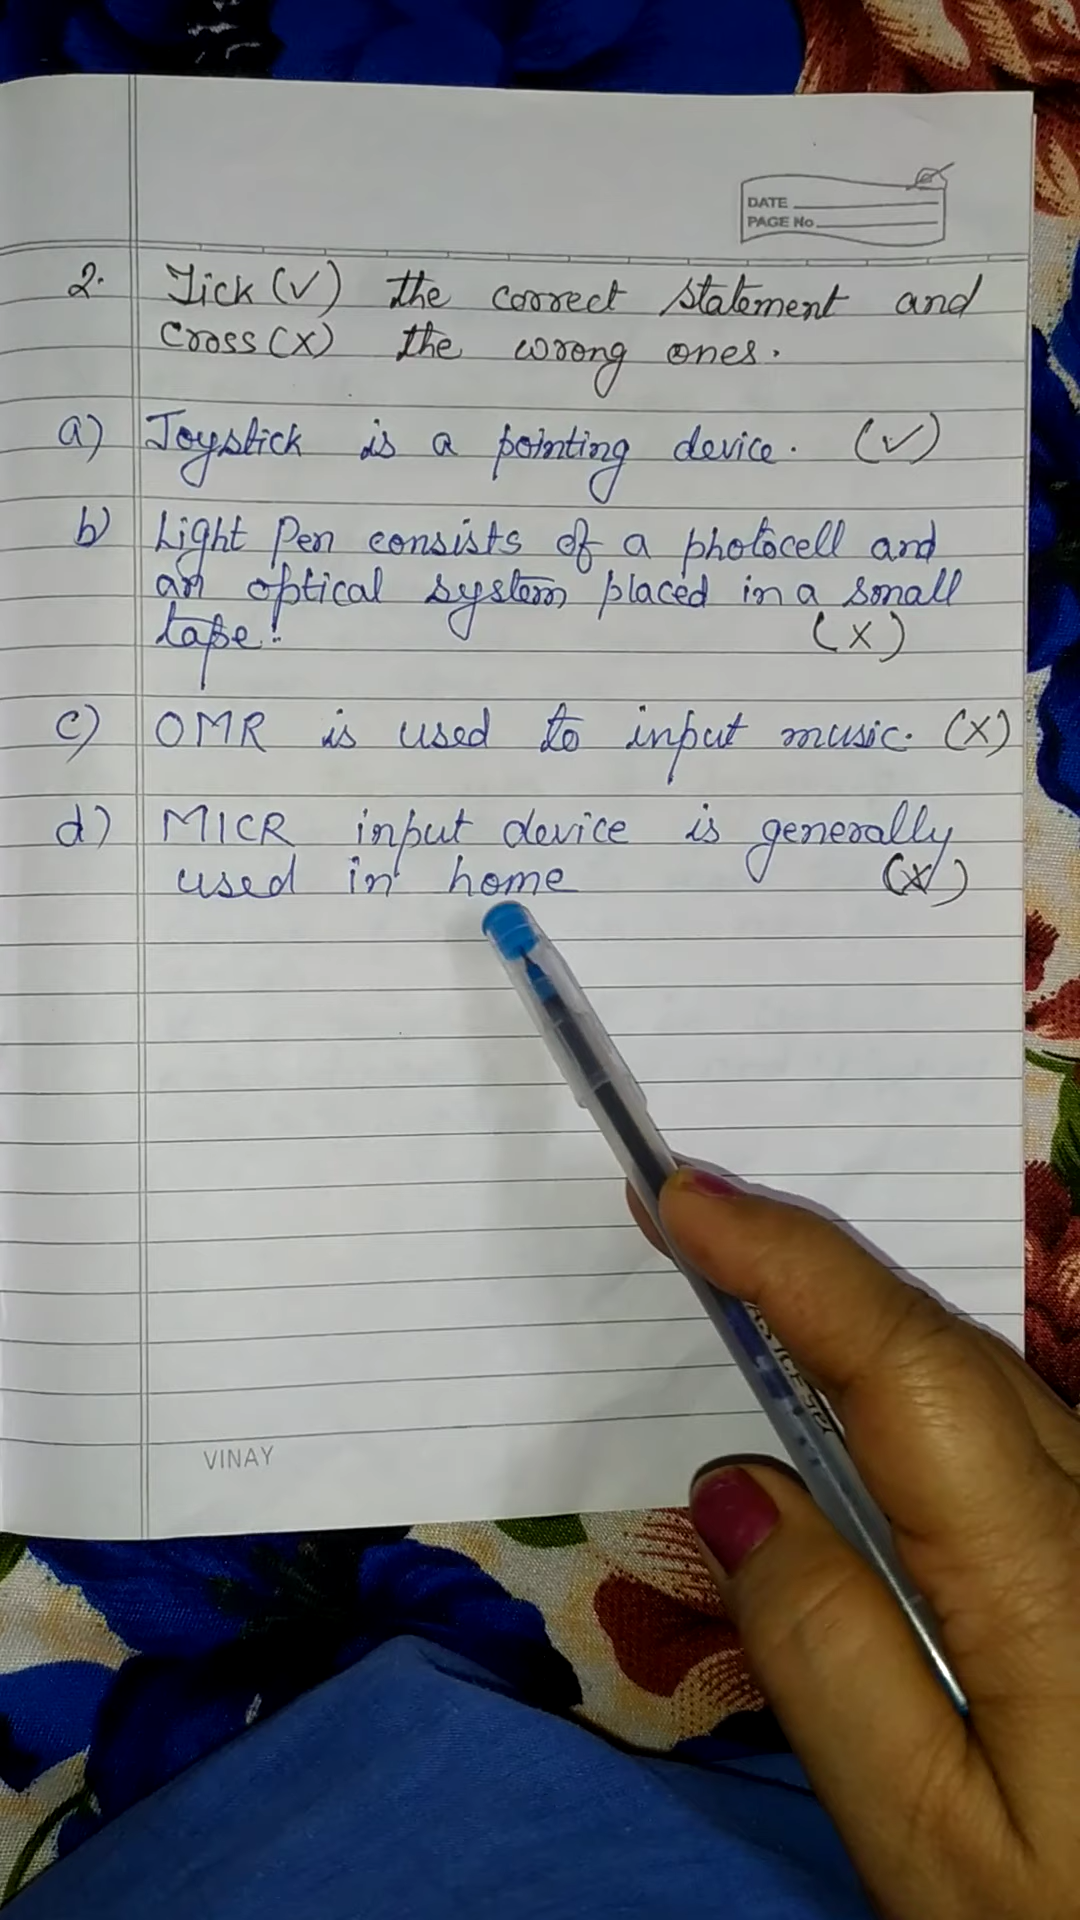 DATE
PAGE No.
2. Tick (✓) the correct statement and
Cross (X) the wrong ones.
a) Joystick is a pointing device. (✓)
b) Light Pen consists of a photocell and
an optical system placed in a small
tape. (X)
c) OMR is used to input music. (X)
d) MICR input device is generally
used in home (X)
VINAY